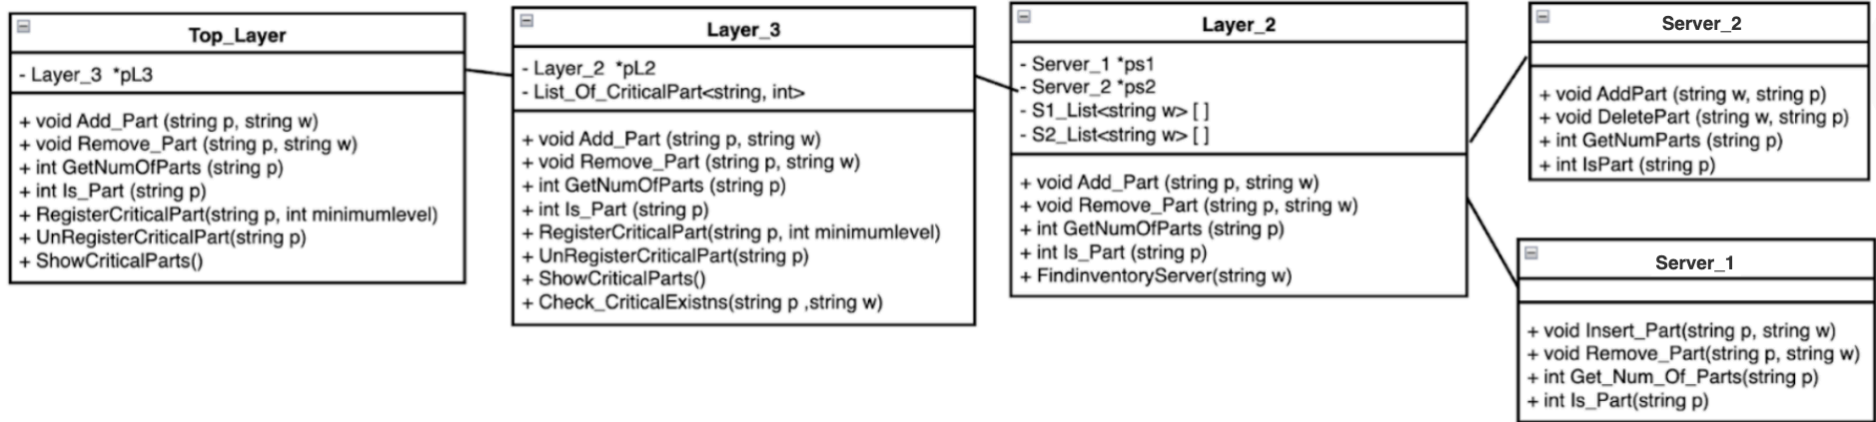 Top_Layer
- Layer_3 *pL3
+ void Add_Part (string p, string w)
+ void Remove_Part (string p, string w)
+ int GetNumOfParts (string p)
+ int Is_Part (string p)
+ RegisterCriticalPart(string p, int minimumlevel)
+ UnRegisterCriticalPart(string p)
+ ShowCriticalParts()
Layer_3
- Layer_2 *pL2
- List_Of_CriticalPart<string, int>
+ void Add_Part (string p, string w)
+ void Remove_Part (string p, string w)
+ int GetNumOfParts (string p)
+ int Is_Part (string p)
+ RegisterCriticalPart(string p, int minimumlevel)
+ UnRegisterCriticalPart(string p)
+ ShowCriticalParts()
+ Check_CriticalExistns(string p ,string w)
Layer_2
- Server_1 *ps1
- Server_2 *ps2
- S1_List<string w> [ ]
- S2_List<string w> [ ]
+ void Add_Part (string p, string w)
+ void Remove_Part (string p, string w)
+ int GetNumOfParts (string p)
+ int Is_Part (string p)
+ FindinventoryServer(string w)
Server_2
+ void AddPart (string w, string p)
+ void DeletePart (string w, string p)
+ int GetNumParts (string p)
+ int IsPart (string p)
Server_1
+ void Insert_Part(string p, string w)
+ void Remove_Part(string p, string w)
+ int Get_Num_Of_Parts(string p)
+ int Is_Part(string p)